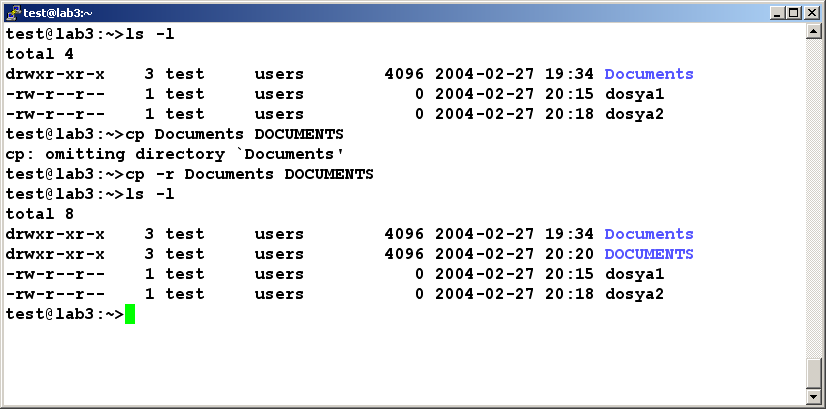 test@lab3:~
test@lab3:~>ls -l
total 4
drwxr-xr-x    3 test     users        4096 2004-02-27 19:34 Documents
-rw-r--r--    1 test     users           0 2004-02-27 20:15 dosya1
-rw-r--r--    1 test     users           0 2004-02-27 20:18 dosya2
test@lab3:~>cp Documents DOCUMENTS
cp: omitting directory `Documents'
test@lab3:~>cp -r Documents DOCUMENTS
test@lab3:~>ls -l
total 8
drwxr-xr-x    3 test     users        4096 2004-02-27 19:34 Documents
drwxr-xr-x    3 test     users        4096 2004-02-27 20:20 DOCUMENTS
-rw-r--r--    1 test     users           0 2004-02-27 20:15 dosya1
-rw-r--r--    1 test     users           0 2004-02-27 20:18 dosya2
test@lab3:~>